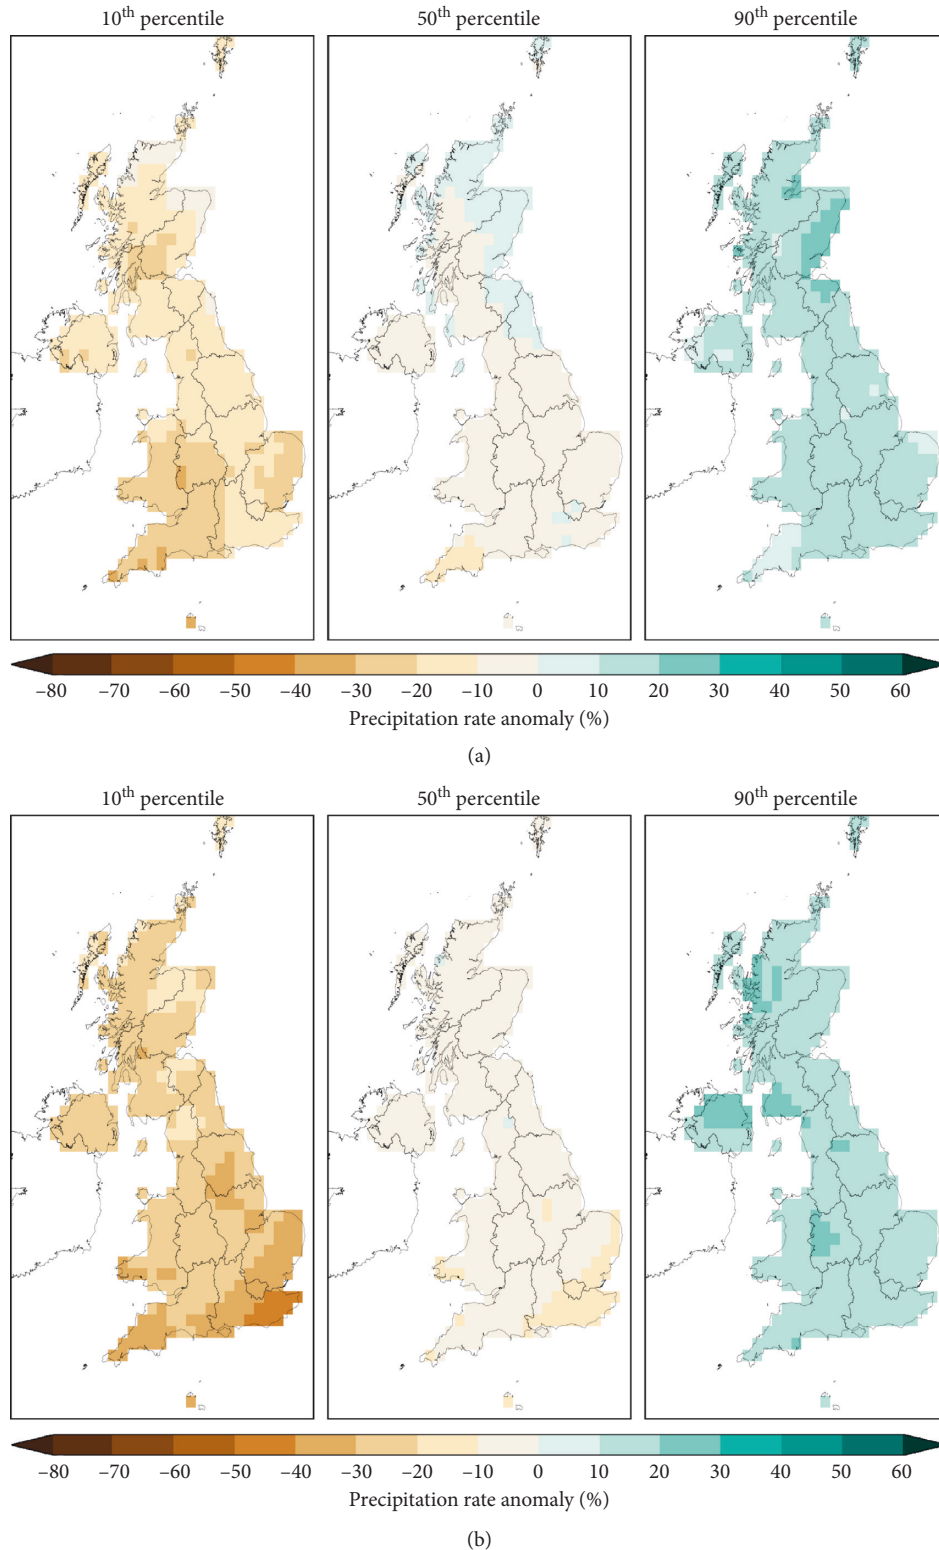 10th percentile 50th percentile 90th percentile
–80 –70 –60 –50 –40 –30 –20 –10 0 10 20 30 40 50 60
Precipitation rate anomaly (%)
(a)
10th percentile 50th percentile 90th percentile
–80 –70 –60 –50 –40 –30 –20 –10 0 10 20 30 40 50 60
Precipitation rate anomaly (%)
(b)